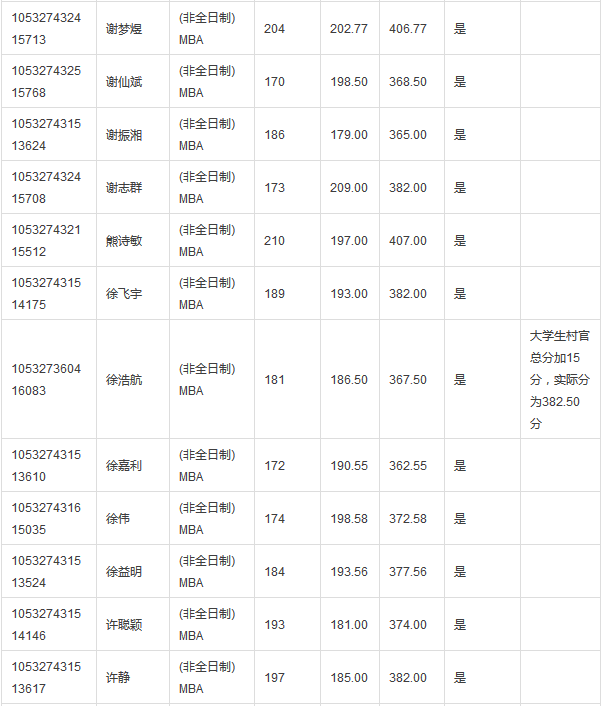 1053274324 谢梦煜 (非全日制) 204 202.77 406.77 是
15713 MBA
1053274325 谢仙斌 (非全日制) 170 198.50 368.50 是
15768 MBA
1053274315 谢振湘 (非全日制) 186 179.00 365.00 是
13624 MBA
1053274324 谢志群 (非全日制) 173 209.00 382.00 是
15708 MBA
1053274321 熊诗敏 (非全日制) 210 197.00 407.00 是
15512 MBA
1053274315 徐飞宇 (非全日制) 189 193.00 382.00 是
14175 MBA
1053273604 徐浩航 (非全日制) 181 186.50 367.50 是 大学生村官
16083 MBA 总分加15
分，实际分
为382.50
分
1053274315 徐嘉利 (非全日制) 172 190.55 362.55 是
13610 MBA
1053274316 徐伟 (非全日制) 174 198.58 372.58 是
15035 MBA
1053274315 徐益明 (非全日制) 184 193.56 377.56 是
13524 MBA
1053274315 许聪颖 (非全日制) 193 181.00 374.00 是
14146 MBA
1053274315 许静 (非全日制) 197 185.00 382.00 是
13617 MBA